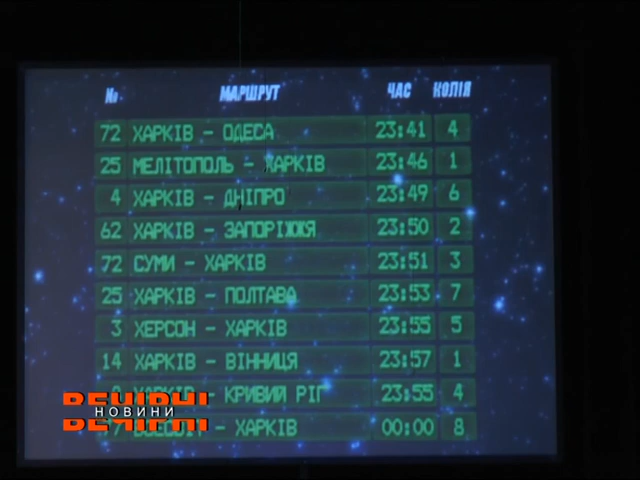 № МАРШРУТ ЧАС КОЛІЯ
72 ХАРКІВ - ОДЕСА 23:41 4
25 МЕЛІТОПОЛЬ - ХАРКІВ 23:46 1
4 ХАРКІВ - ДНІПРО 23:49 6
62 ХАРКІВ - ЗАПОРІЖЖЯ 23:50 2
72 СУМИ - ХАРКІВ 23:51 3
25 ХАРКІВ - ПОЛТАВА 23:53 7
3 ХЕРСОН - ХАРКІВ 23:55 5
14 ХАРКІВ - ВІННИЦЯ 23:57 1
ХАРКІВ - КРИВИЙ РІГ 23:55 4
- ХАРКІВ 00:00 8
ВЕЧІРНІ
НОВИНИ